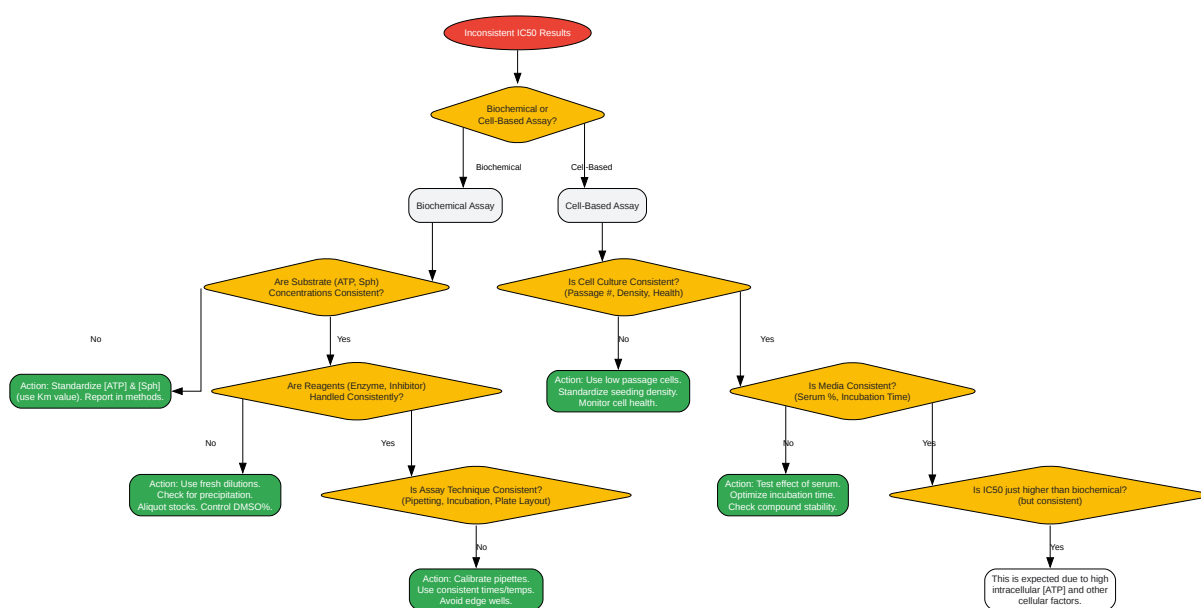 Inconsistent IC50 Results
Biochemical or
Cell-Based Assay?
Biochemical
Cell-Based
Biochemical Assay
Cell-Based Assay
Are Substrate (ATP, Sph)
Concentrations Consistent?
Is Cell Culture Consistent?
(Passage #, Density, Health)
No
Yes
No
Yes
Action: Standardize [ATP] & [Sph]
(use Km value). Report in methods.
Are Reagents (Enzyme, Inhibitor)
Handled Consistently?
Action: Use low passage cells.
Standardize seeding density.
Monitor cell health.
Is Media Consistent?
(Serum %, Incubation Time)
No
Yes
No
Yes
Action: Use fresh dilutions.
Check for precipitation.
Aliquot stocks. Control DMSO%.
Is Assay Technique Consistent?
(Pipetting, Incubation, Plate Layout)
Action: Test effect of serum.
Optimize incubation time.
Check compound stability.
Is IC50 just higher than biochemical?
(but consistent)
No
Yes
Action: Calibrate pipettes.
Use consistent times/temps.
Avoid edge wells.
This is expected due to high
intracellular [ATP] and other
cellular factors.